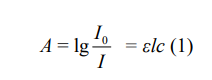 A = lg I₀/I = εlc (1)